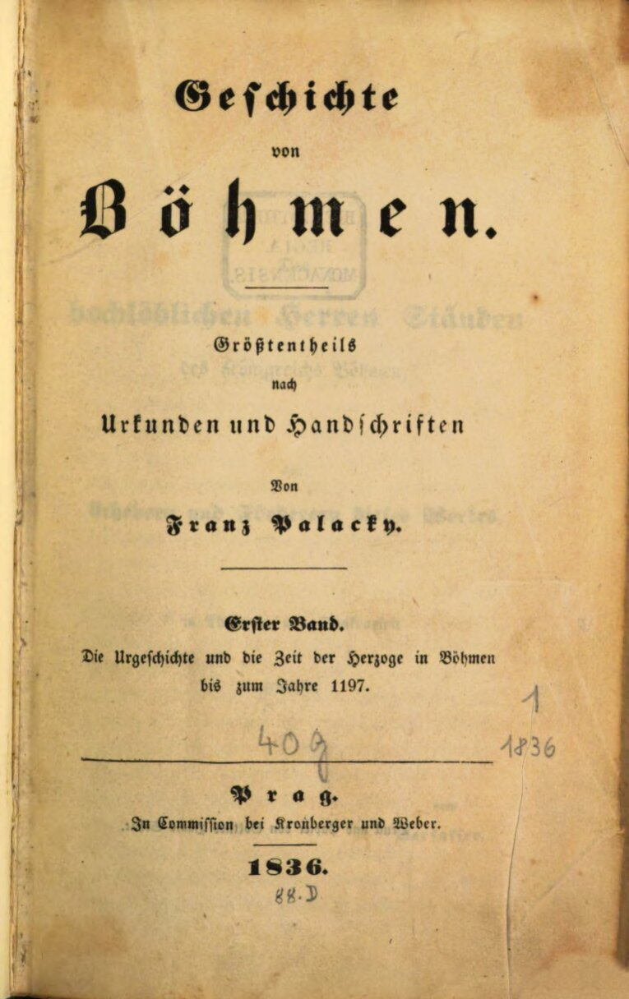 Geschichte
von
Böhmen.
Größtentheils
nach
Urkunden und Handschriften
Von
Franz Palacky.
Erster Band.
Die Urgeschichte und die Zeit der Herzoge in Böhmen
bis zum Jahre 1197.
1
40 g
1836
Prag.
In Commission bei Kronberger und Weber.
1836.
88.D